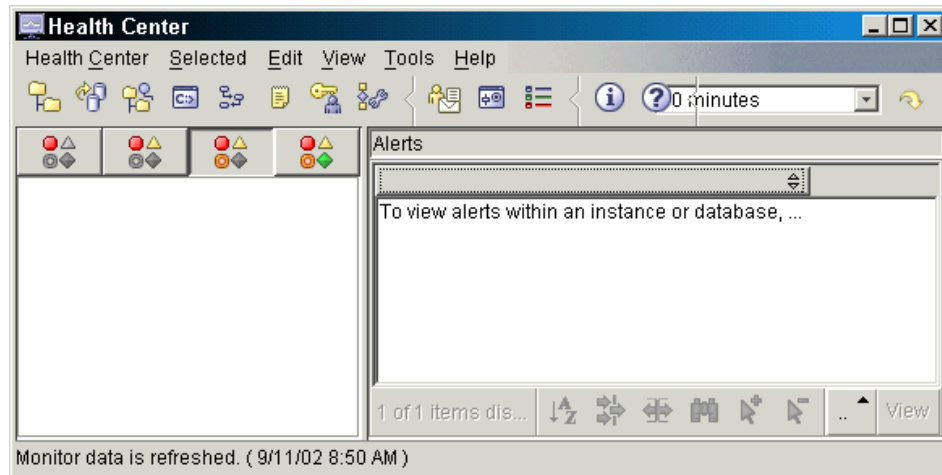 Health Center
Health Center Selected Edit View Tools Help
0 minutes
Alerts
To view alerts within an instance or database, ...
1 of 1 items dis... .. View
Monitor data is refreshed. ( 9/11/02 8:50 AM )